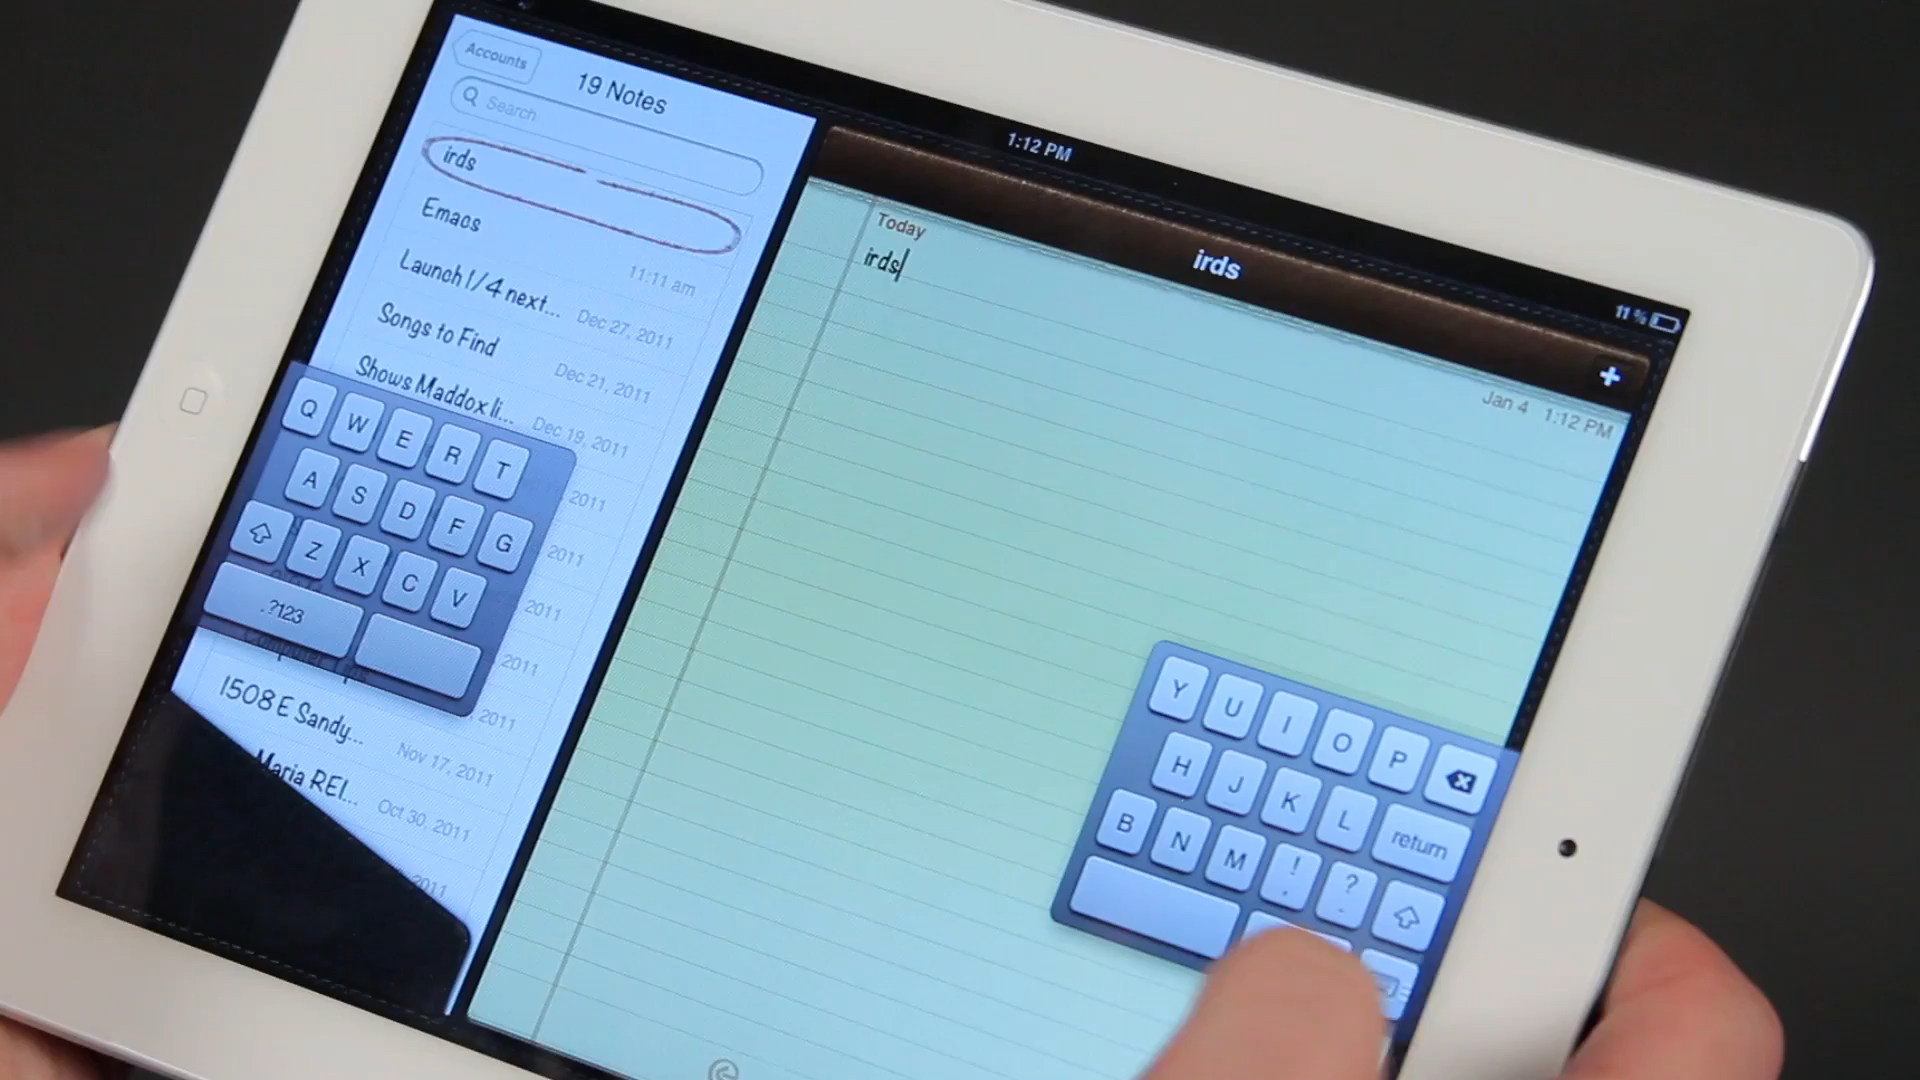 Accounts
19 Notes
Search
irds
Emacs
11:11 am
Launch 1/4 next...
Dec 27, 2011
Songs to Find
Dec 21, 2011
Shows Maddox li...
Dec 19, 2011
2011
2011
2011
2011
2011
1508 E Sandy...
Nov 17, 2011
Maria REI...
Oct 30, 2011
2011
1:12 PM
11 %
irds
+
Today
Jan 4 1:12 PM
irds
Q W E R T
A S D F G
Z X C V
.?123
Y U I O P
H J K L return
B N M ! ?